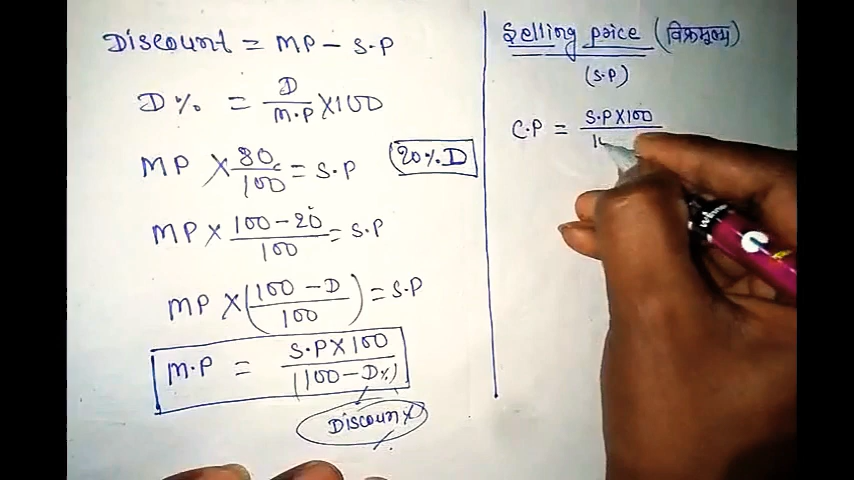 Discount = MP - S.P
D% = D/M.P × 100
MP × 80/100 = S.P (20% D)
MP × 100 - 20/100 = S.P
MP × (100 - D/100) = S.P
M.P = S.P × 100/(100 - D%)
Discount
Selling price (विक्रमूल्य)
(S.P)
C.P = S.P × 100